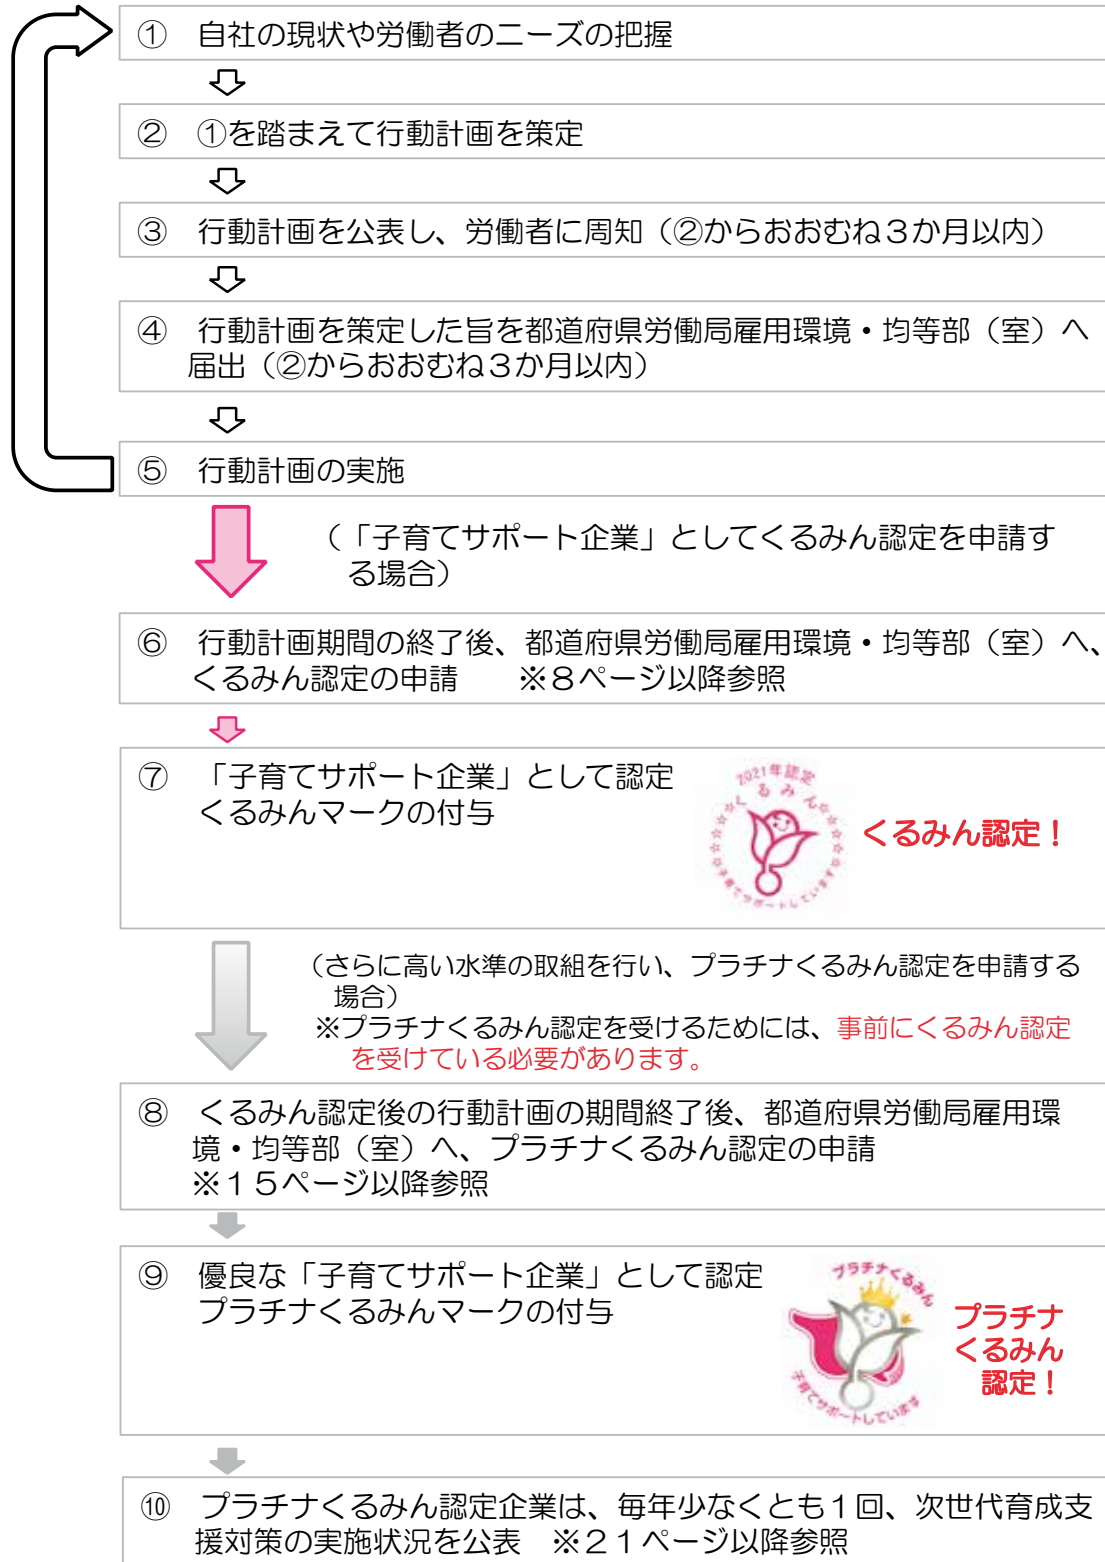 ① 自社の現状や労働者のニーズの把握
② ①を踏まえて行動計画を策定
③ 行動計画を公表し、労働者に周知（②からおおむね３か月以内）
④ 行動計画を策定した旨を都道府県労働局雇用環境・均等部（室）へ
届出（②からおおむね３か月以内）
⑤ 行動計画の実施
（「子育てサポート企業」としてくるみん認定を申請す
る場合）
⑥ 行動計画期間の終了後、都道府県労働局雇用環境・均等部（室）へ、
くるみん認定の申請　　※８ページ以降参照
⑦ 「子育てサポート企業」として認定
くるみんマークの付与
2021年認定
くるみん
子育てサポートしています
くるみん認定！
（さらに高い水準の取組を行い、プラチナくるみん認定を申請する
場合）
※プラチナくるみん認定を受けるためには、事前にくるみん認定
を受けている必要があります。
⑧ くるみん認定後の行動計画の期間終了後、都道府県労働局雇用環
境・均等部（室）へ、プラチナくるみん認定の申請
※１５ページ以降参照
⑨ 優良な「子育てサポート企業」として認定
プラチナくるみんマークの付与
プラチナくるみん
子育てサポートしています
プラチナ
くるみん
認定！
⑩ プラチナくるみん認定企業は、毎年少なくとも１回、次世代育成支
援対策の実施状況を公表　※２１ページ以降参照